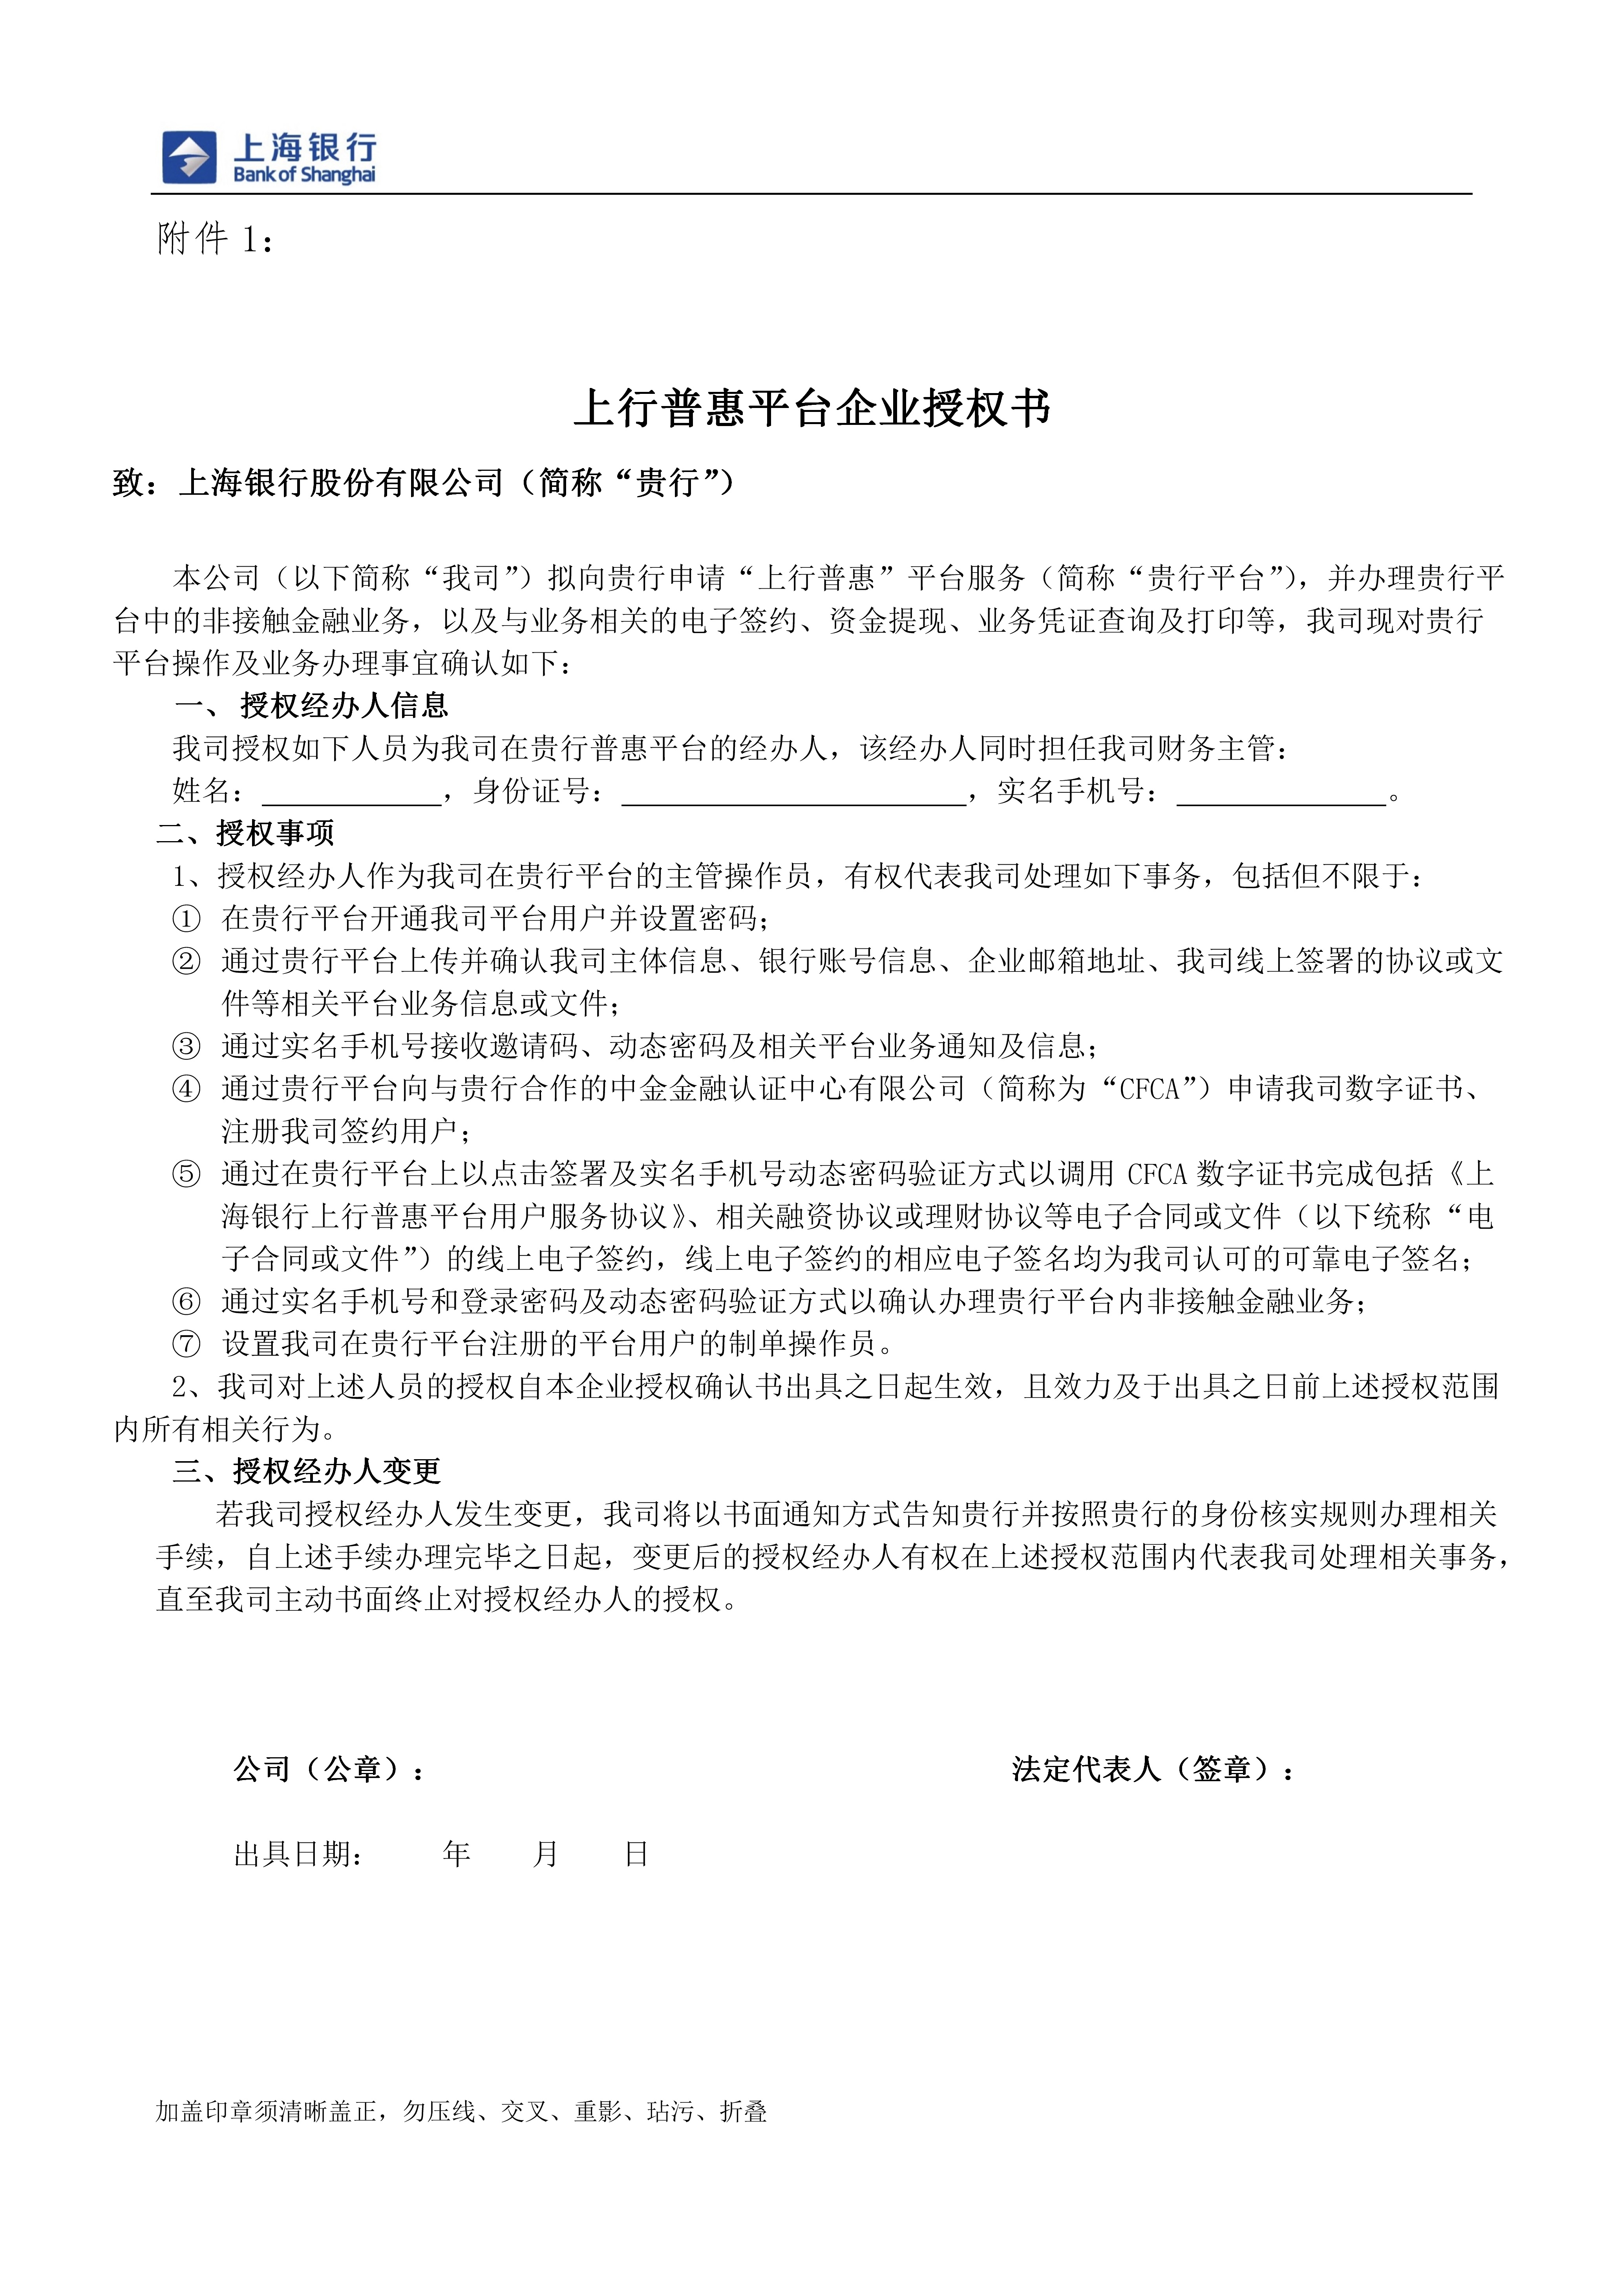 上海银行
Bank of Shanghai
附件 1：
上行普惠平台企业授权书
致：上海银行股份有限公司（简称“贵行”）
本公司（以下简称“我司”）拟向贵行申请“上行普惠”平台服务（简称“贵行平台”），并办理贵行平
台中的非接触金融业务，以及与业务相关的电子签约、资金提现、业务凭证查询及打印等，我司现对贵行
平台操作及业务办理事宜确认如下：
一、 授权经办人信息
我司授权如下人员为我司在贵行普惠平台的经办人，该经办人同时担任我司财务主管：
姓名：____________，身份证号：_______________________，实名手机号：______________。
二、授权事项
1、授权经办人作为我司在贵行平台的主管操作员，有权代表我司处理如下事务，包括但不限于：
① 在贵行平台开通我司平台用户并设置密码；
② 通过贵行平台上传并确认我司主体信息、银行账号信息、企业邮箱地址、我司线上签署的协议或文
件等相关平台业务信息或文件；
③ 通过实名手机号接收邀请码、动态密码及相关平台业务通知及信息；
④ 通过贵行平台向与贵行合作的中金金融认证中心有限公司（简称为“CFCA”）申请我司数字证书、
注册我司签约用户；
⑤ 通过在贵行平台上以点击签署及实名手机号动态密码验证方式以调用 CFCA 数字证书完成包括《上
海银行上行普惠平台用户服务协议》、相关融资协议或理财协议等电子合同或文件（以下统称“电
子合同或文件”）的线上电子签约，线上电子签约的相应电子签名均为我司认可的可靠电子签名；
⑥ 通过实名手机号和登录密码及动态密码验证方式以确认办理贵行平台内非接触金融业务；
⑦ 设置我司在贵行平台注册的平台用户的制单操作员。
2、我司对上述人员的授权自本企业授权确认书出具之日起生效，且效力及于出具之日前上述授权范围
内所有相关行为。
三、授权经办人变更
若我司授权经办人发生变更，我司将以书面通知方式告知贵行并按照贵行的身份核实规则办理相关
手续，自上述手续办理完毕之日起，变更后的授权经办人有权在上述授权范围内代表我司处理相关事务，
直至我司主动书面终止对授权经办人的授权。
公司（公章）： 法定代表人（签章）：
出具日期： 年 月 日
加盖印章须清晰盖正，勿压线、交叉、重影、玷污、折叠